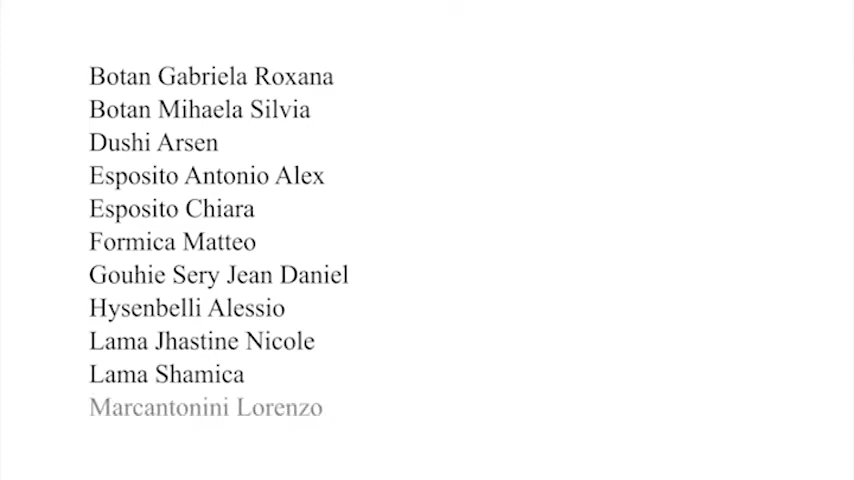 Botan Gabriela Roxana
Botan Mihaela Silvia
Dushi Arsen
Esposito Antonio Alex
Esposito Chiara
Formica Matteo
Gouhie Sery Jean Daniel
Hysenbelli Alessio
Lama Jhastine Nicole
Lama Shamica
Marcantonini Lorenzo